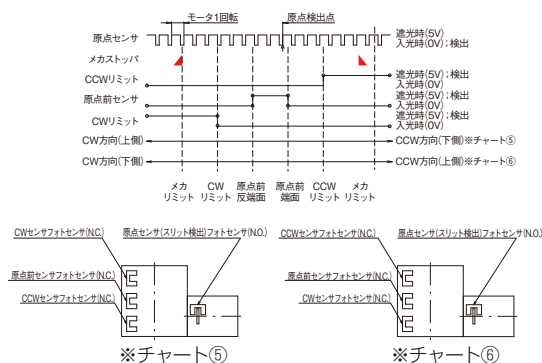 モータ1回転
原点検出点
原点センサ
遮光時(5V)
入光時(0V);検出
メカストッパ
CCWリミット
遮光時(5V);検出
入光時(0V)
原点前センサ
遮光時(5V);検出
入光時(0V)
CWリミット
遮光時(5V);検出
入光時(0V)
CW方向(上側)
CCW方向(下側)※チャート⑤
CW方向(下側)
CCW方向(上側)※チャート⑥
メカ
リミット
CW
リミット
原点前
反端面
原点前
端面
CCW
リミット
メカ
リミット
CWセンサフォトセンサ(N.C.)
原点センサ(スリット検出)フォトセンサ(N.O.)
原点前センサフォトセンサ(N.C.)
CCWセンサフォトセンサ(N.C.)
※チャート⑤
CCWセンサフォトセンサ(N.C.)
原点センサ(スリット検出)フォトセンサ(N.O.)
原点前センサフォトセンサ(N.C.)
CWセンサフォトセンサ(N.C.)
※チャート⑥